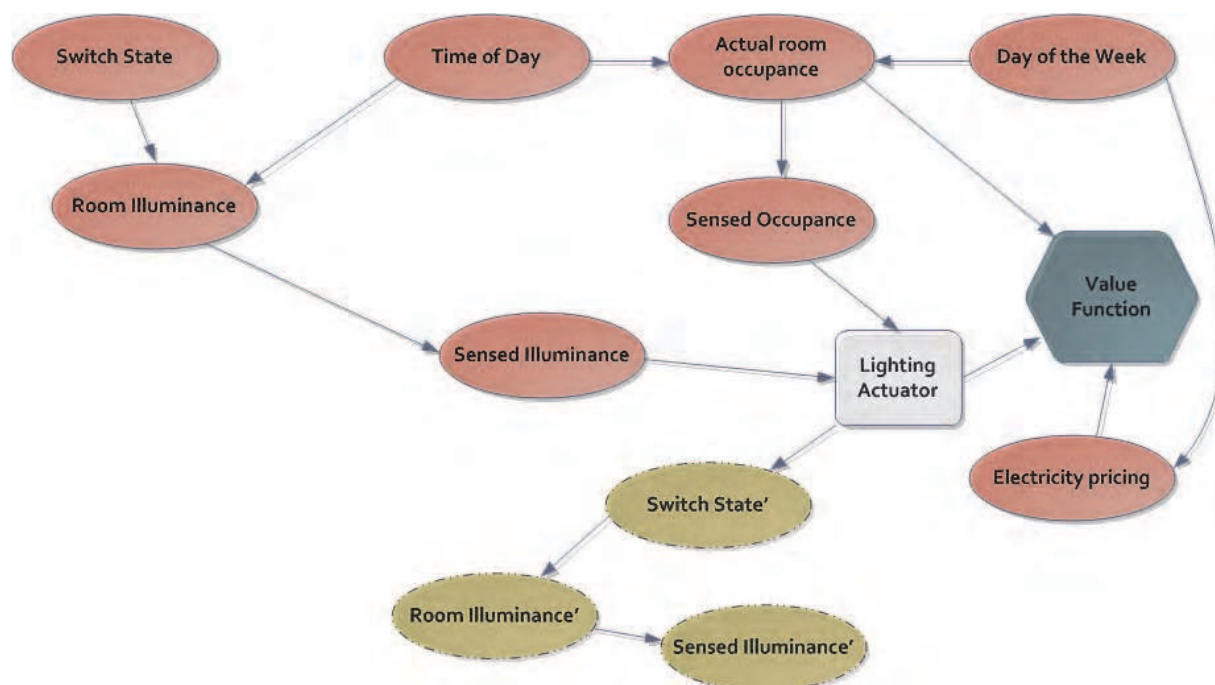 Switch State
Time of Day
Actual room
occupance
Day of the Week
Room Illuminance
Sensed Occupance
Value
Function
Sensed Illuminance
Lighting
Actuator
Electricity pricing
Switch State’
Room Illuminance’
Sensed Illuminance’